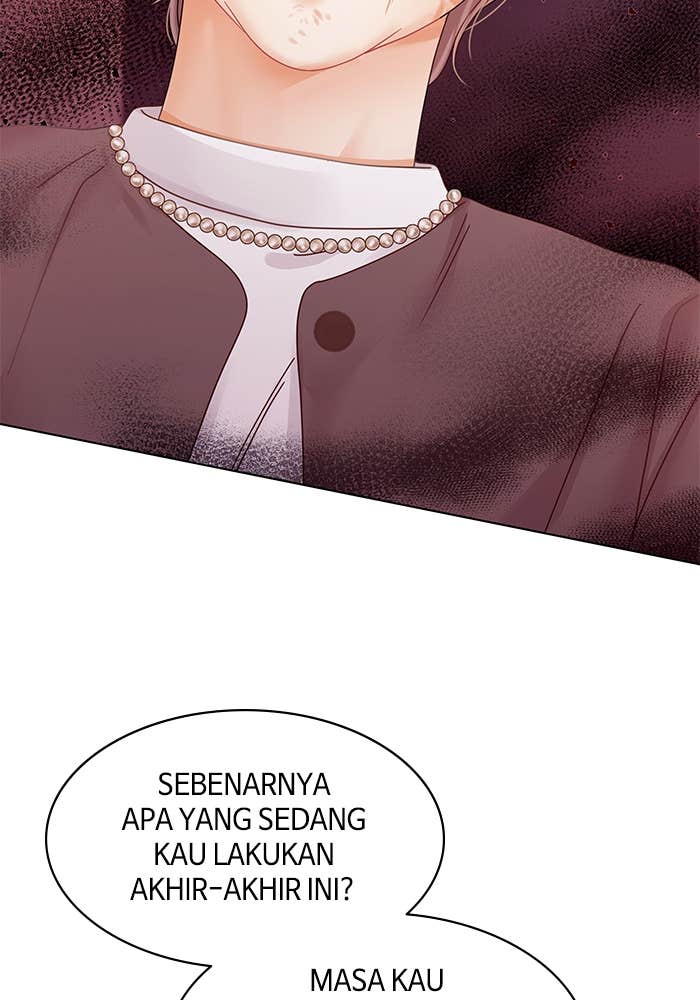 SEBENARNYA
APA YANG SEDANG
KAU LAKUKAN
AKHIR-AKHIR INI?
MASA KAU